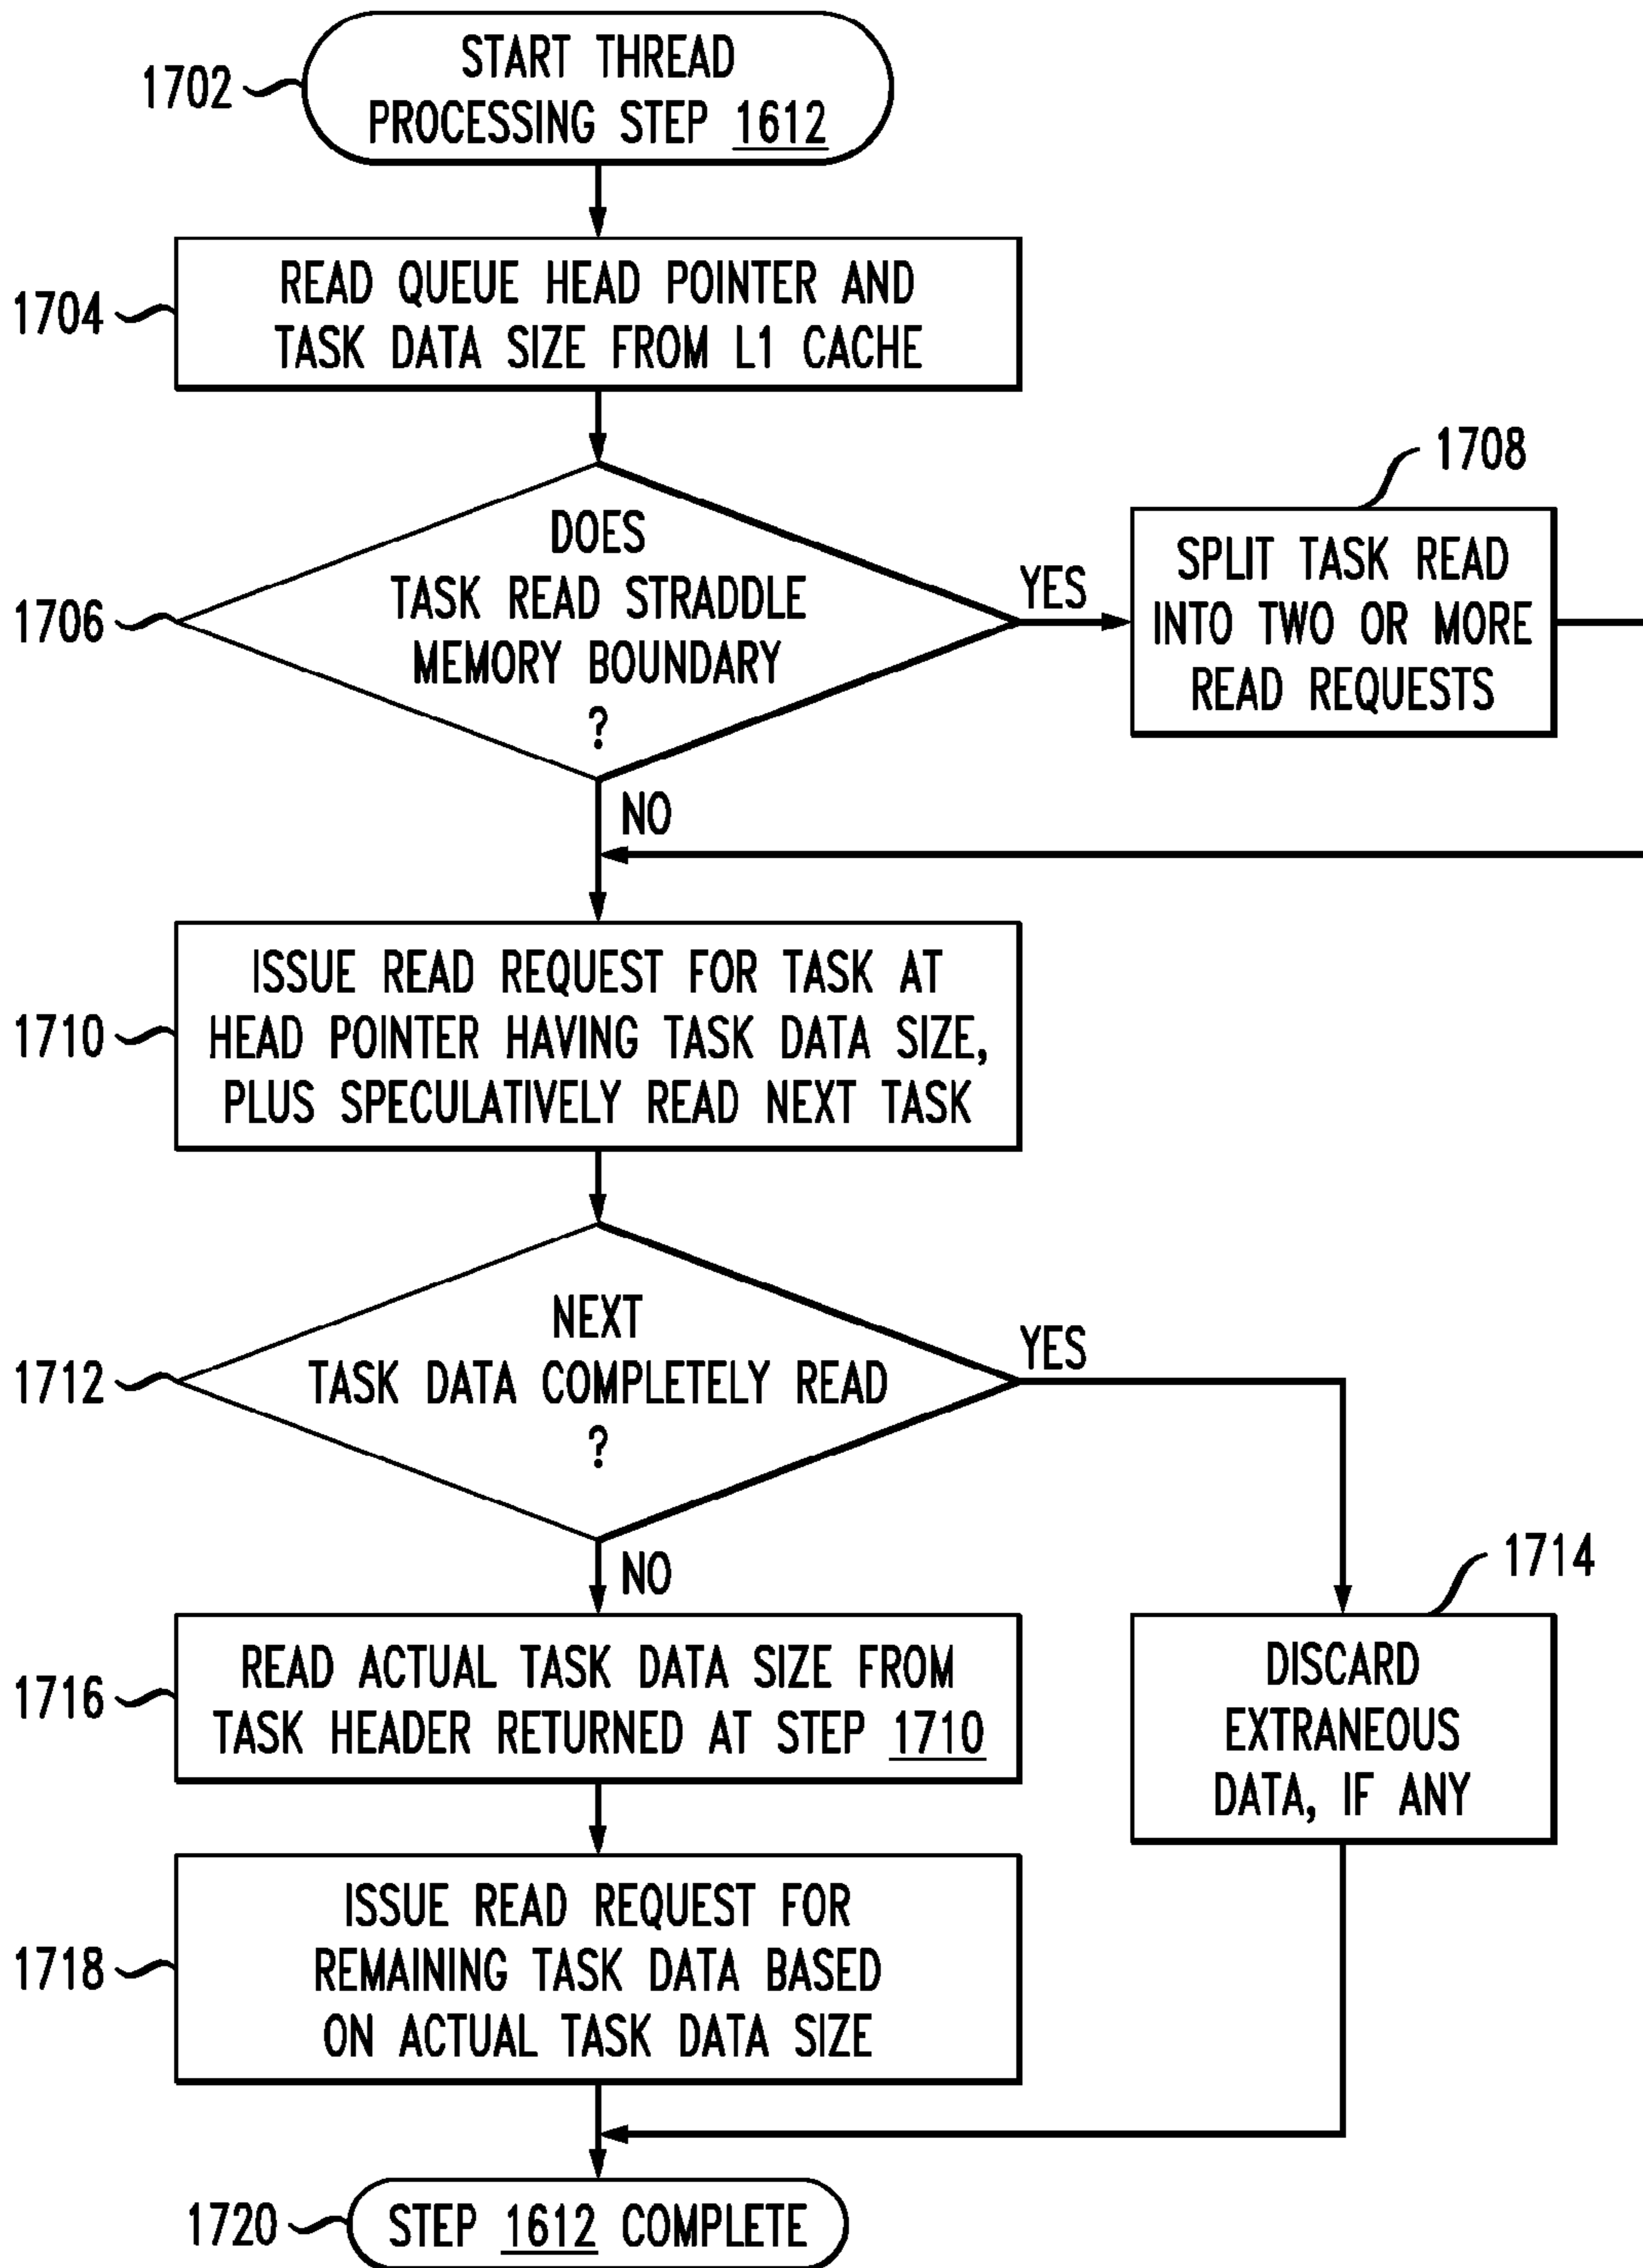 1702
START THREAD
PROCESSING STEP 1612
1704
READ QUEUE HEAD POINTER AND
TASK DATA SIZE FROM L1 CACHE
1706
DOES
TASK READ STRADDLE
MEMORY BOUNDARY
?
YES
1708
SPLIT TASK READ
INTO TWO OR MORE
READ REQUESTS
NO
1710
ISSUE READ REQUEST FOR TASK AT
HEAD POINTER HAVING TASK DATA SIZE,
PLUS SPECULATIVELY READ NEXT TASK
1712
NEXT
TASK DATA COMPLETELY READ
?
YES
1714
DISCARD
EXTRANEOUS
DATA, IF ANY
NO
1716
READ ACTUAL TASK DATA SIZE FROM
TASK HEADER RETURNED AT STEP 1710
1718
ISSUE READ REQUEST FOR
REMAINING TASK DATA BASED
ON ACTUAL TASK DATA SIZE
1720
STEP 1612 COMPLETE